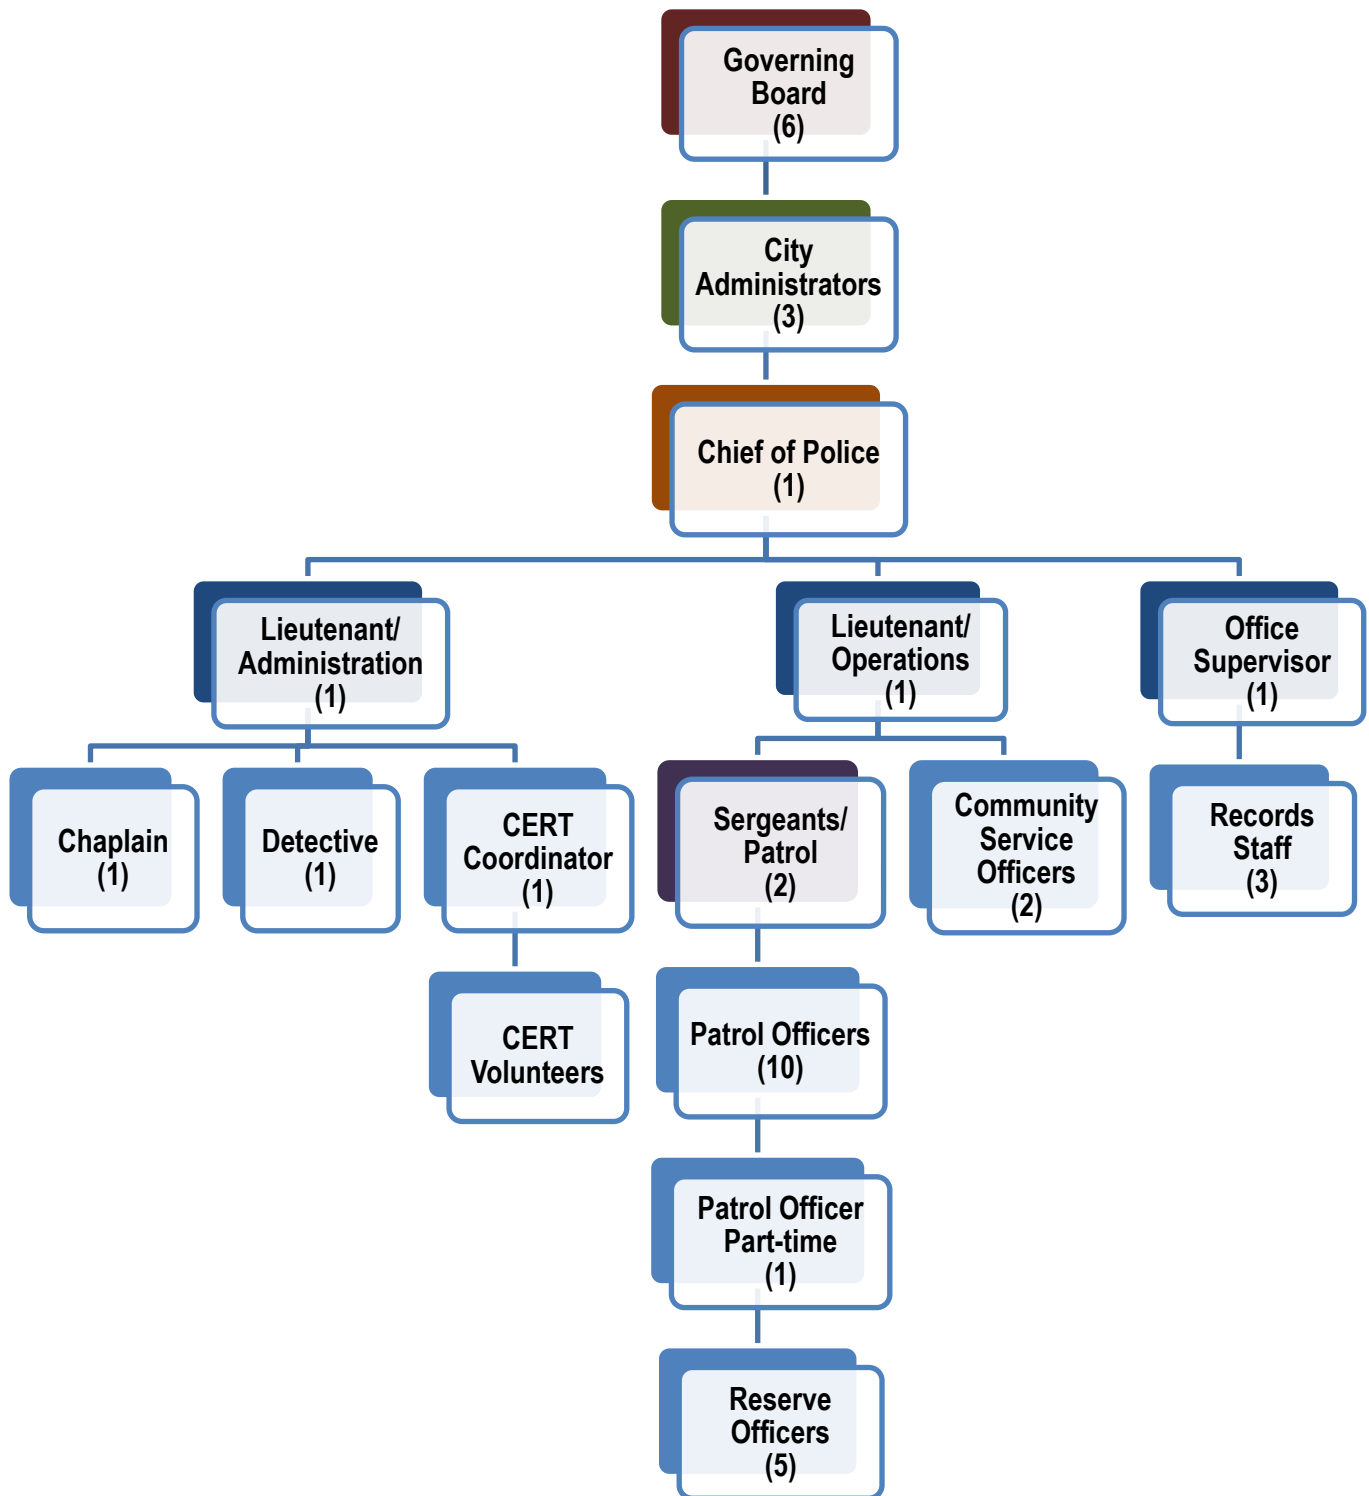 Governing
Board
(6)
City
Administrators
(3)
Chief of Police
(1)
Lieutenant/
Administration
(1)
Lieutenant/
Operations
(1)
Office
Supervisor
(1)
Chaplain
(1)
Detective
(1)
CERT
Coordinator
(1)
Sergeants/
Patrol
(2)
Community
Service
Officers
(2)
Records
Staff
(3)
CERT
Volunteers
Patrol Officers
(10)
Patrol Officer
Part-time
(1)
Reserve
Officers
(5)